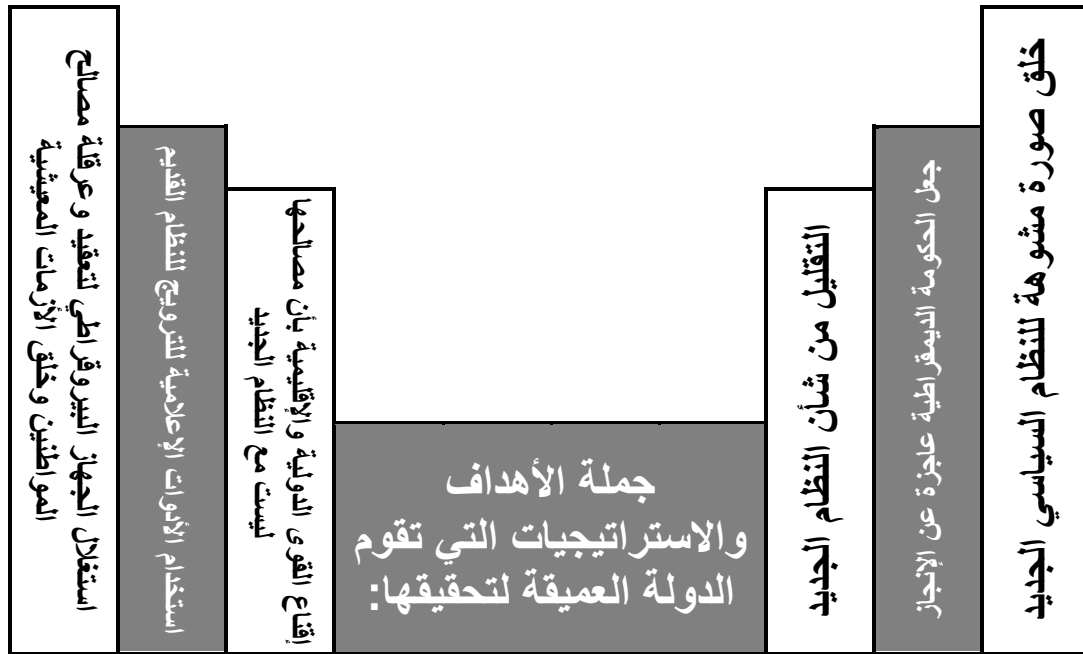 خلق صورة مشوهة للنظام السياسي الجديد
جعل الحكومة الديمقراطية عاجزة عن الإنجاز
التقليل من شأن النظام الجديد
جملة الأهداف
والاستراتيجيات التي تقوم
الدولة العميقة لتحقيقها:
إقناع القوى الدولية والإقليمية بأن مصالحها
ليست مع النظام الجديد
استخدام الأدوات الإعلامية للترويج للنظام القديم
استغلال الجهاز البيروقراطي لتعقيد وعرقلة مصالح
المواطنين وخلق الأزمات المعيشية